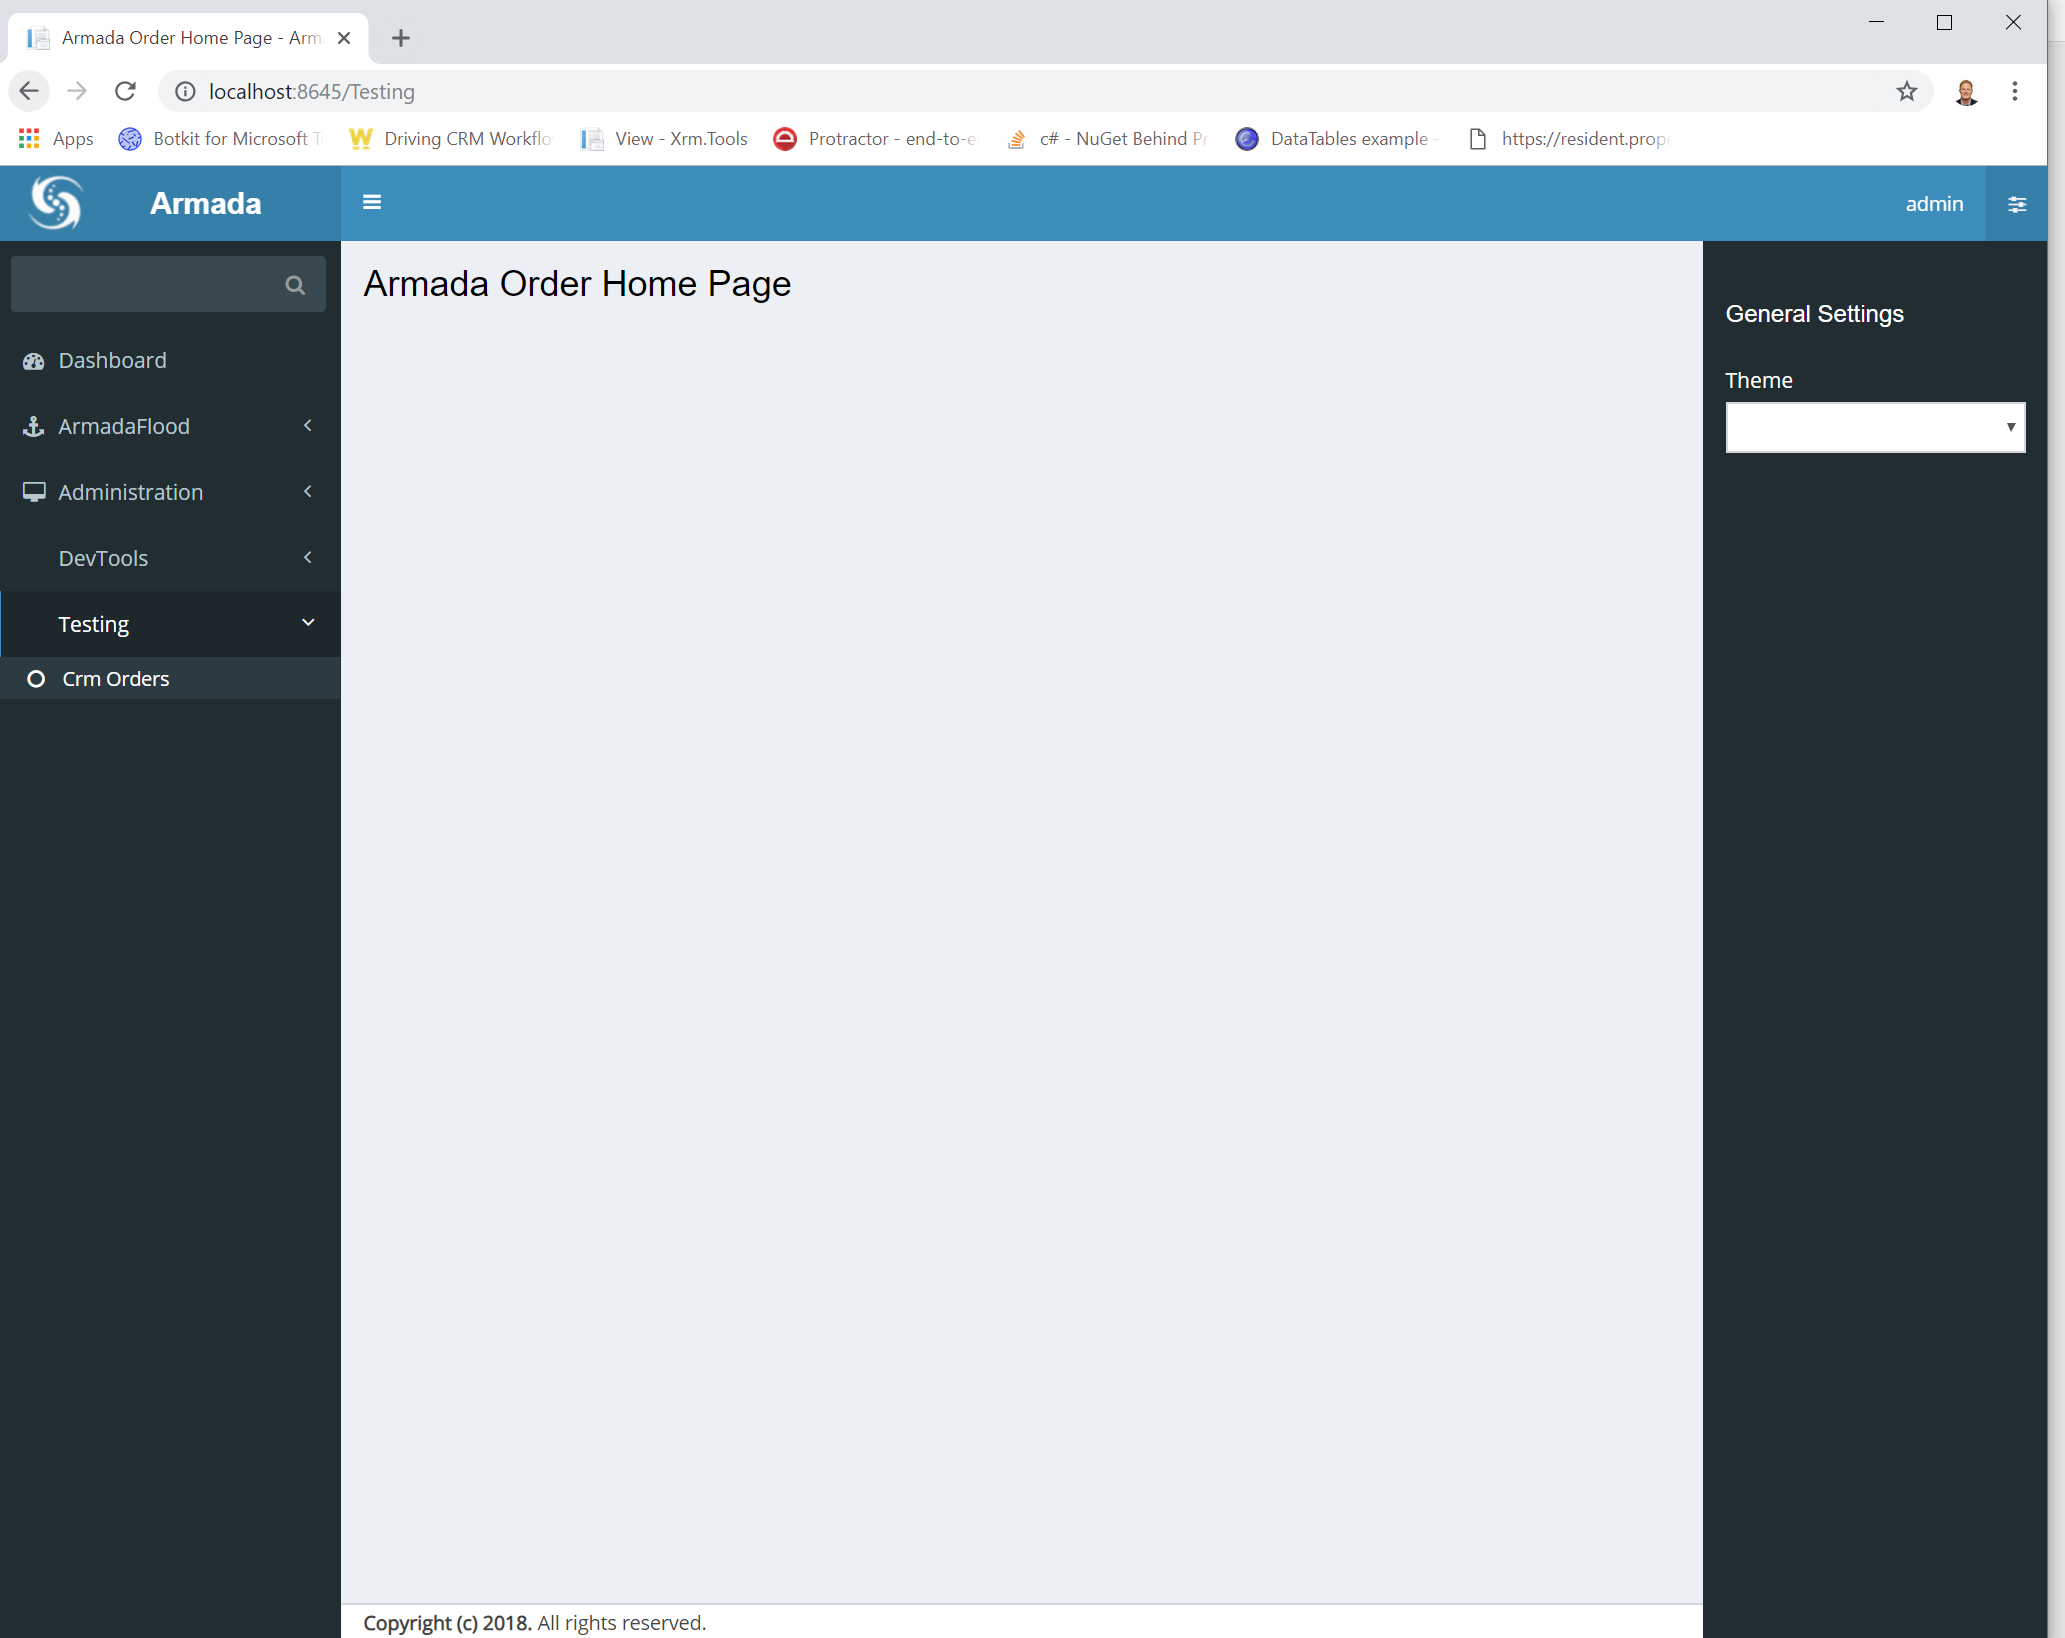 Armada Order Home Page - Arm
localhost:8645/Testing
Apps Botkit for Microsoft Driving CRM Workflo View - Xrm.Tools Protractor - end-to-e c# - NuGet Behind DataTables example - https://resident.prop
Armada
admin
Armada Order Home Page
Dashboard
ArmadaFlood
Administration
DevTools
Testing
Crm Orders
General Settings
Theme
Copyright (c) 2018. All rights reserved.